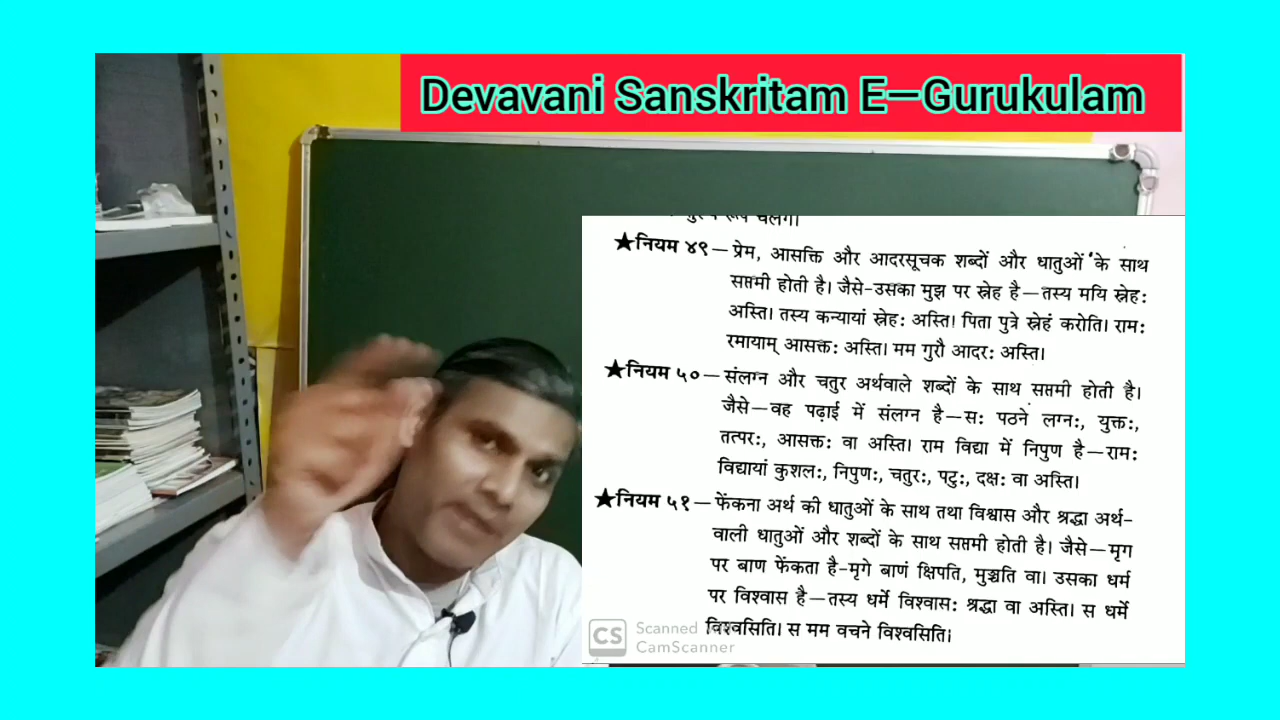 Devavani Sanskritam E—Gurukulam
रूप चलेंगे।
★नियम ४९—प्रेम, आसक्ति और आदरसूचक शब्दों और धातुओं के साथ
सप्तमी होती है। जैसे-उसका मुझ पर स्नेह है—तस्य मयि स्नेह:
अस्ति। तस्य कन्यायां स्नेह: अस्ति। पिता पुत्रे स्नेहं करोति। राम:
रमायाम् आसक्त: अस्ति। मम गुरौ आदर: अस्ति।
★नियम ५०—संलग्न और चतुर अर्थवाले शब्दों के साथ सप्तमी होती है।
जैसे—वह पढ़ाई में संलग्न है—स: पठने लग्न:, युक्त:,
तत्पर:, आसक्त: वा अस्ति। राम विद्या में निपुण है—राम:
विद्यायां कुशल:, निपुण:, चतुर:, पटु:, दक्ष: वा अस्ति।
★नियम ५१—फेंकना अर्थ की धातुओं के साथ तथा विश्वास और श्रद्धा अर्थ-
वाली धातुओं और शब्दों के साथ सप्तमी होती है। जैसे—मृग
पर बाण फेंकता है-मृगे बाणं क्षिपति, मुञ्चति वा। उसका धर्म
पर विश्वास है—तस्य धर्मे विश्वास: श्रद्धा वा अस्ति। स धर्मे
विश्वसिति। स मम वचने विश्वसिति।
CS Scanned with
CamScanner